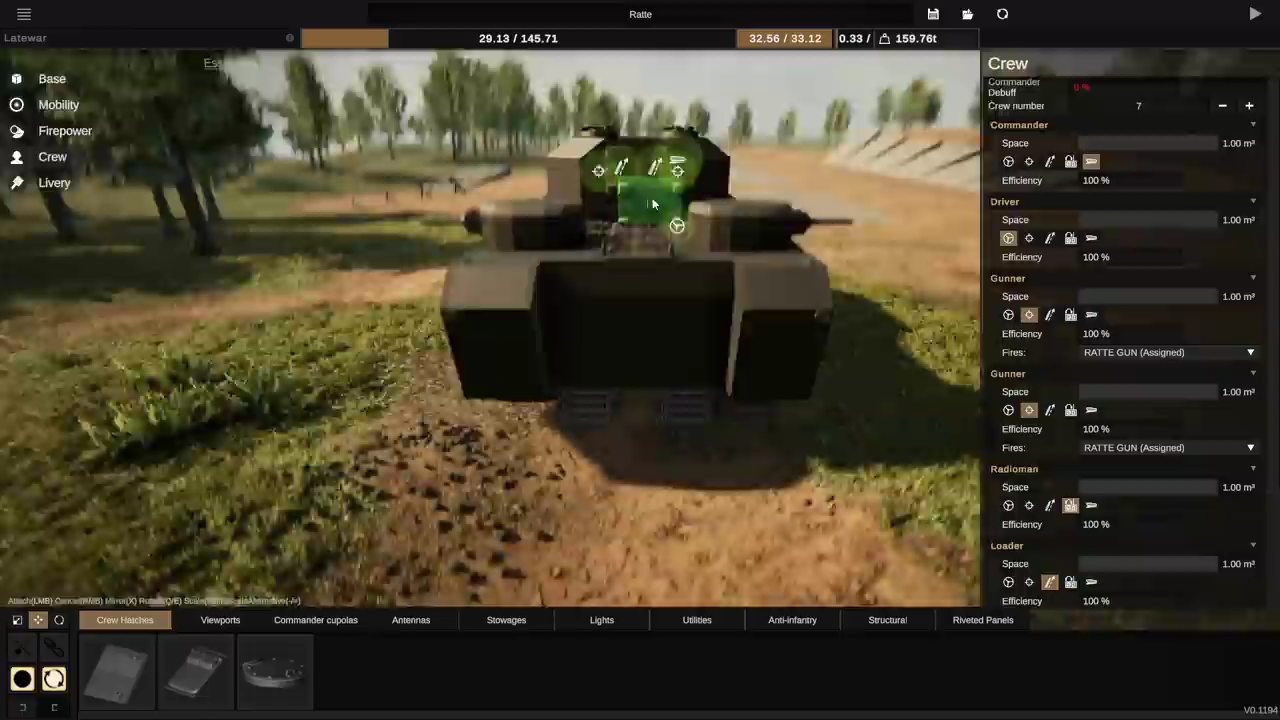 Ratte
Latewar
29.13 / 145.71
32.56 / 33.12
0.33 /
159.76t
Base
Mobility
Firepower
Crew
Livery
Crew
Commander
Debuff
0 %
Crew number
7
Commander
Space
1.00 m³
Efficiency
100 %
Driver
Space
1.00 m³
Efficiency
100 %
Gunner
Space
1.00 m³
Efficiency
100 %
Fires:
RATTE GUN (Assigned)
Gunner
Space
1.00 m³
Efficiency
100 %
Fires:
RATTE GUN (Assigned)
Radioman
Space
1.00 m³
Efficiency
100 %
Loader
Space
1.00 m³
Efficiency
100 %
Crew Hatches
Viewports
Commander cupolas
Antennas
Stowages
Lights
Utilities
Anti-infantry
Structural
Riveted Panels
V0.1194